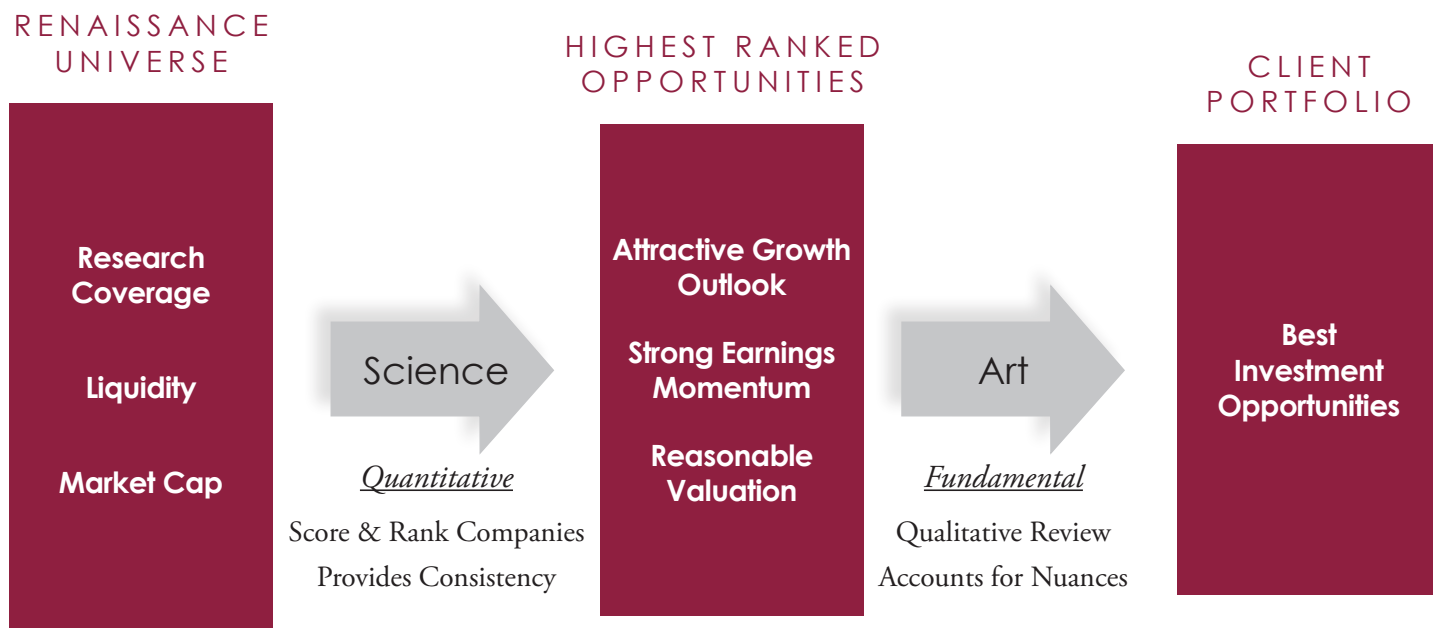 RENAISSANCE
UNIVERSE
Research
Coverage
Liquidity
Market Cap
Science
Quantitative
Score & Rank Companies
Provides Consistency
HIGHEST RANKED
OPPORTUNITIES
Attractive Growth
Outlook
Strong Earnings
Momentum
Reasonable
Valuation
Art
Fundamental
Qualitative Review
Accounts for Nuances
CLIENT
PORTFOLIO
Best
Investment
Opportunities